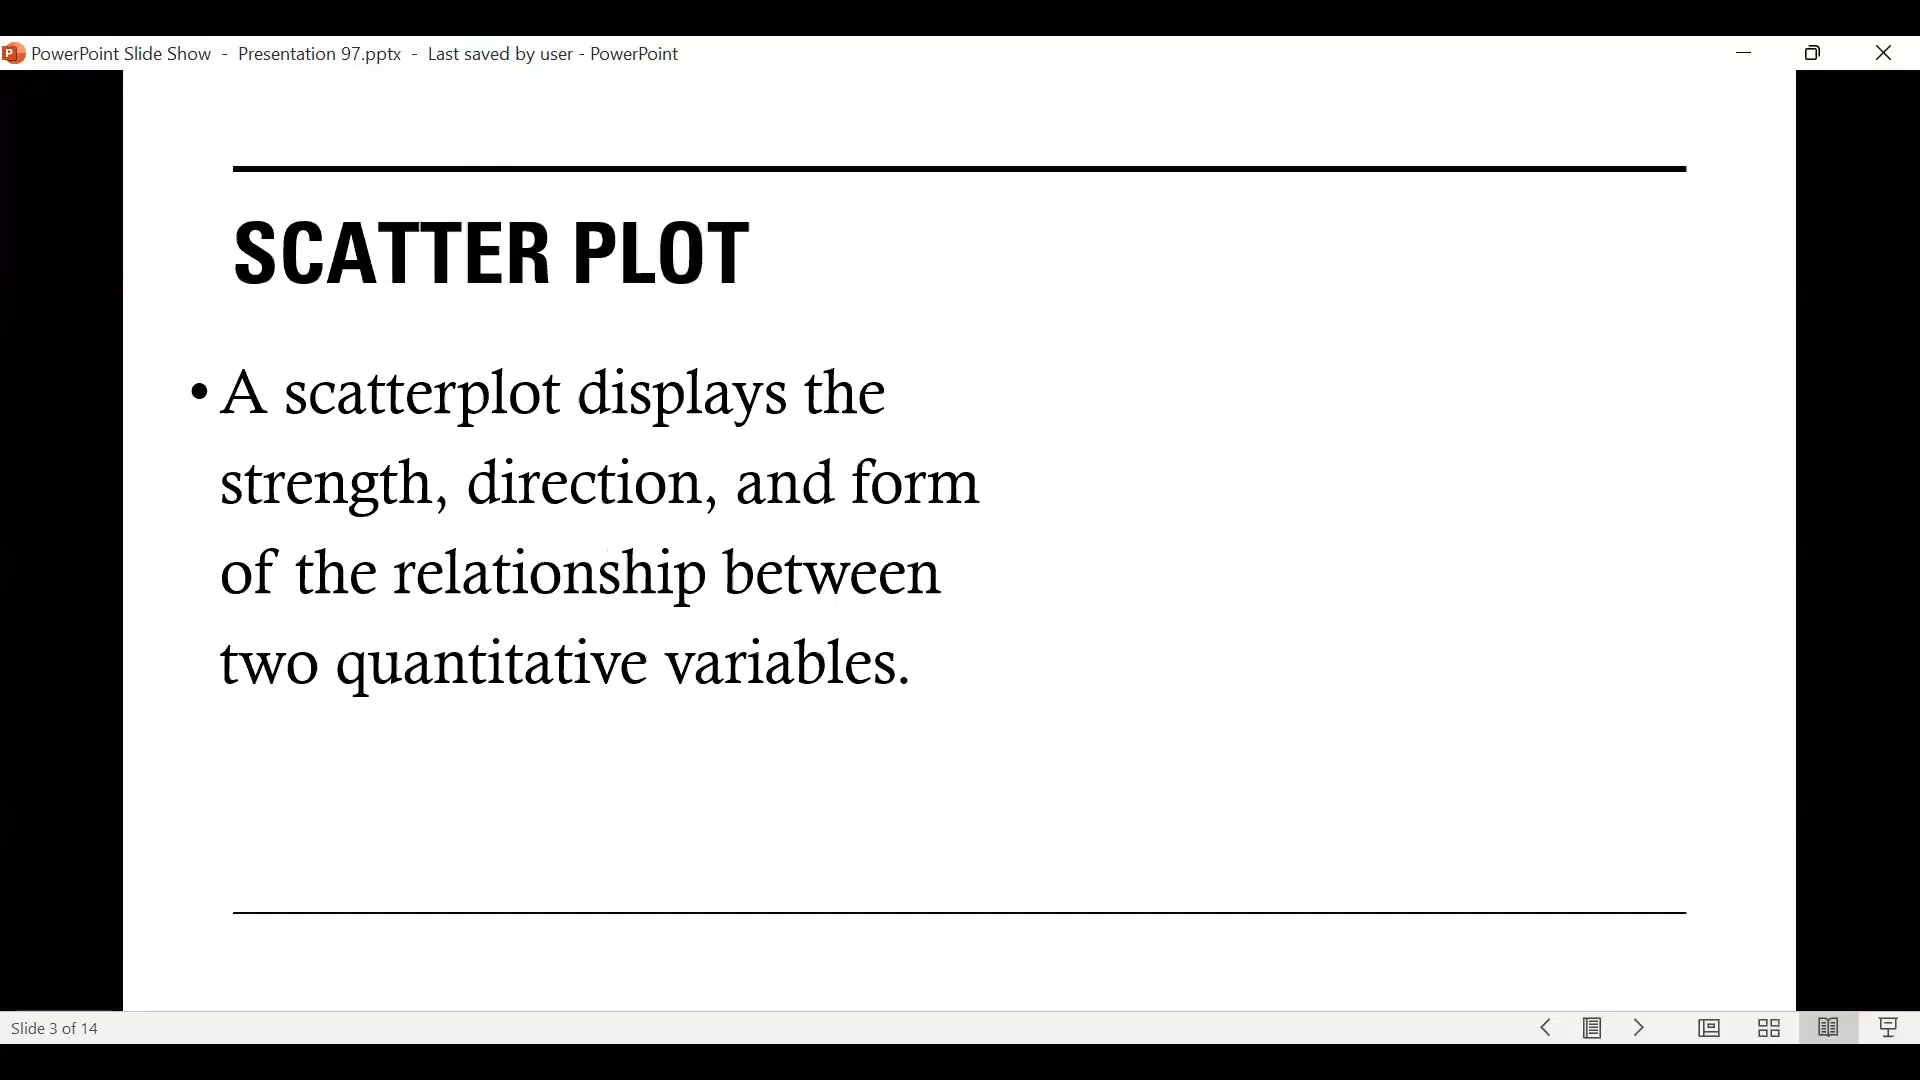 PowerPoint Slide Show - Presentation 97.pptx - Last saved by user - PowerPoint
SCATTER PLOT
• A scatterplot displays the
strength, direction, and form
of the relationship between
two quantitative variables.
Slide 3 of 14